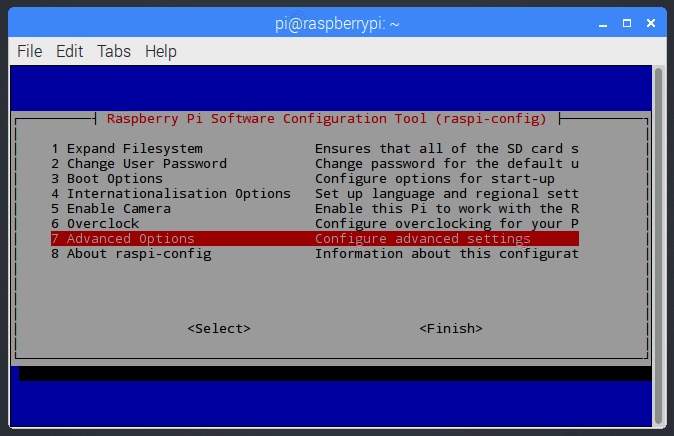 pi@raspberrypi: ~
File Edit Tabs Help
Raspberry Pi Software Configuration Tool (raspi-config)
1 Expand Filesystem Ensures that all of the SD card s
2 Change User Password Change password for the default u
3 Boot Options Configure options for start-up
4 Internationalisation Options Set up language and regional sett
5 Enable Camera Enable this Pi to work with the R
6 Overclock Configure overclocking for your P
7 Advanced Options Configure advanced settings
8 About raspi-config Information about this configurat
<Select> <Finish>